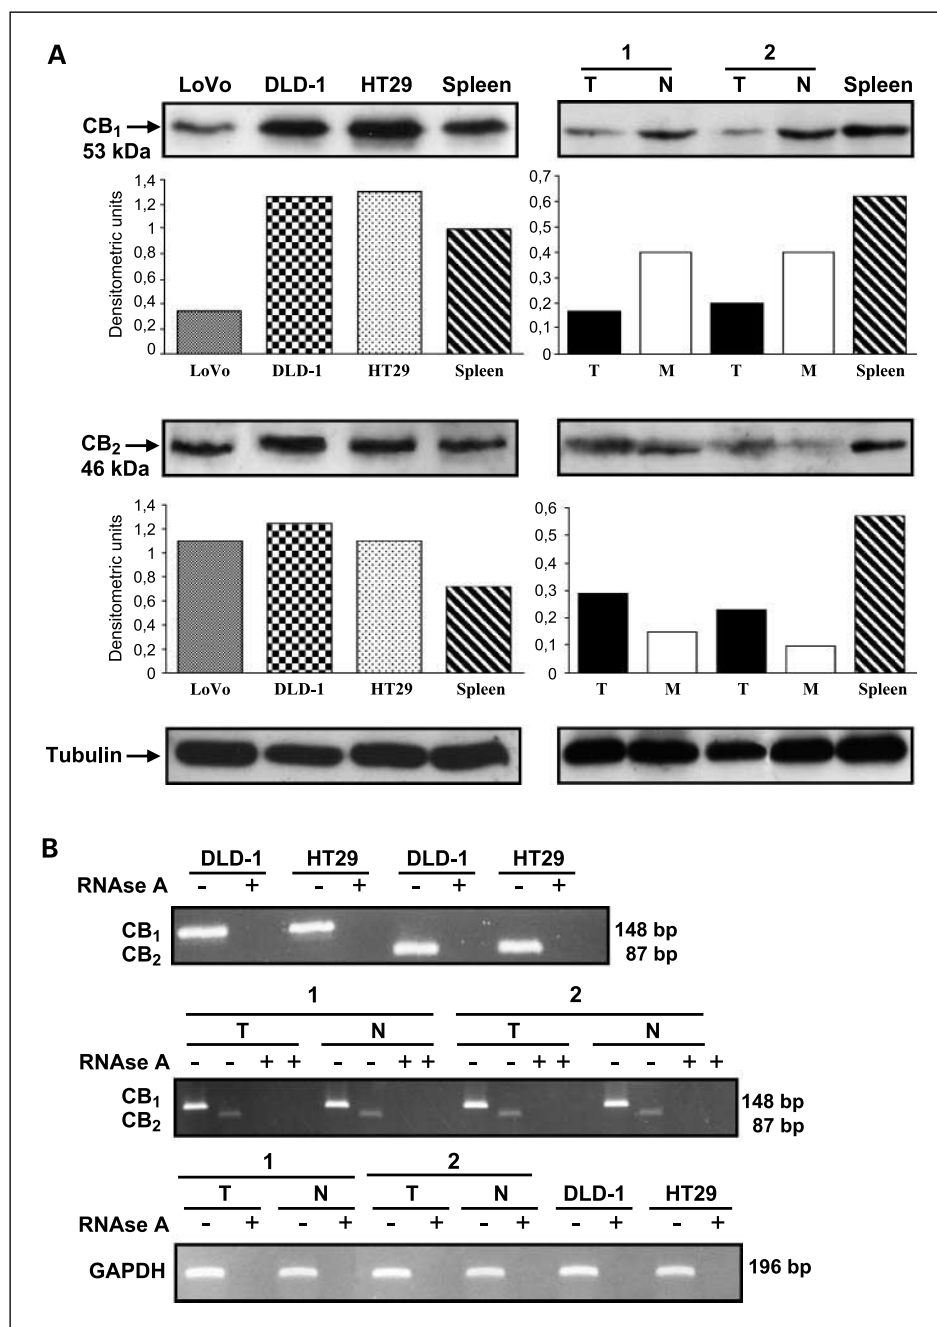 A
1 2
LoVo DLD-1 HT29 Spleen T N T N Spleen
CB1
53 kDa
Densitometric units
1,4
1,2
1
0,8
0,6
0,4
0,2
0
LoVo DLD-1 HT29 Spleen
0,7
0,6
0,5
0,4
0,3
0,2
0,1
0
T M T M Spleen
CB2
46 kDa
Densitometric units
1,4
1,2
1
0,8
0,6
0,4
0,2
0
LoVo DLD-1 HT29 Spleen
0,6
0,5
0,4
0,3
0,2
0,1
0
T M T M Spleen
Tubulin
B
DLD-1 HT29 DLD-1 HT29
RNAse A - + - + - + - +
CB1 148 bp
CB2 87 bp
1 2
T N T N
RNAse A - - + + - - + + - - + + - - + +
CB1 148 bp
CB2 87 bp
1 2
T N T N DLD-1 HT29
RNAse A - + - + - + - + - + - +
GAPDH 196 bp